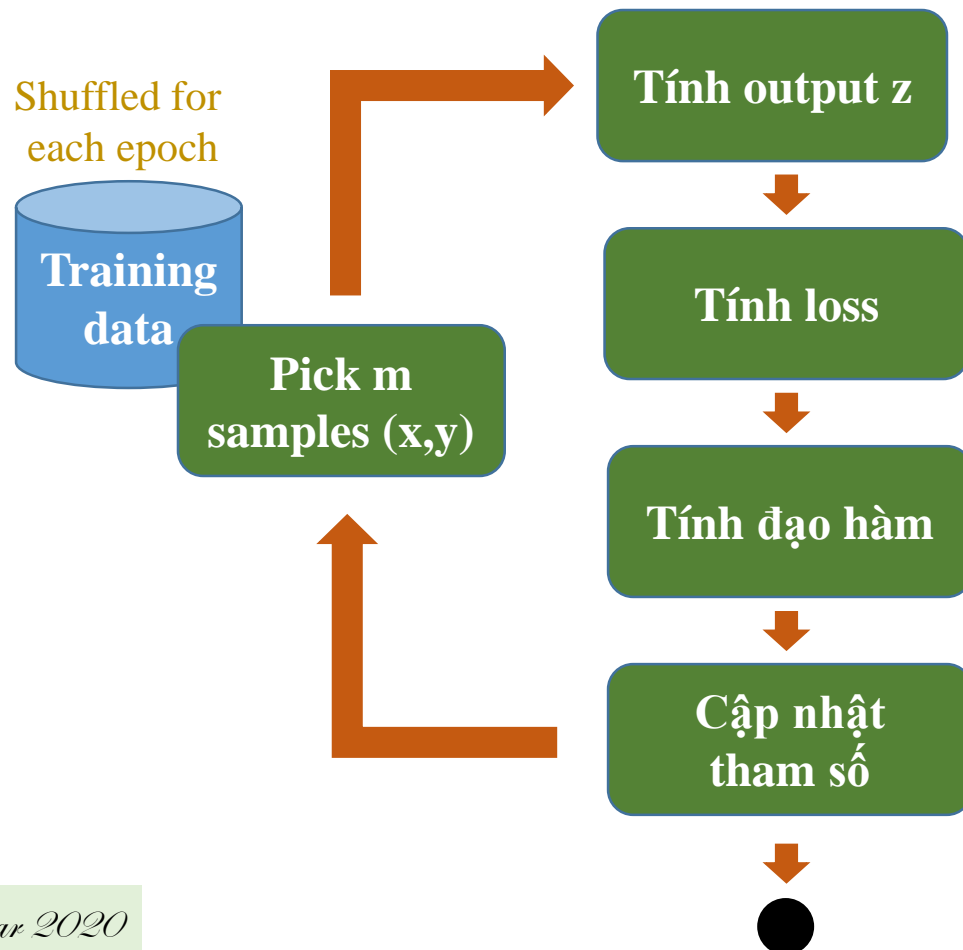 Shuffled for
each epoch
Training
data
Pick m
samples (x,y)
Tính output z
Tính loss
Tính đạo hàm
Cập nhật
tham số
2020